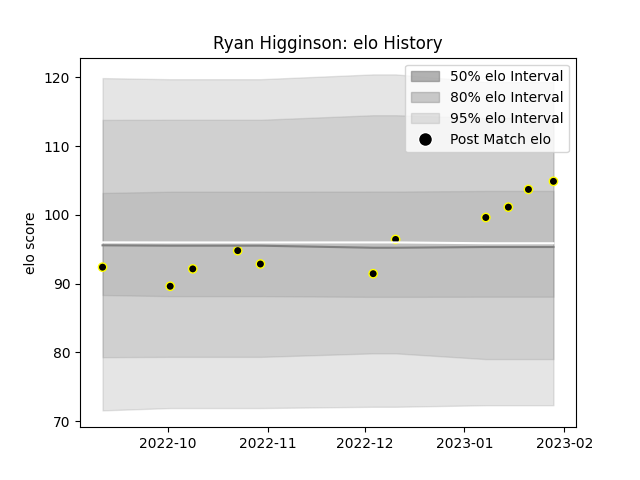 Ryan Higginson: elo History
120
110
100
90
80
70
elo score
50% elo Interval
80% elo Interval
95% elo Interval
Post Match elo
2022-10
2022-11
2022-12
2023-01
2023-02